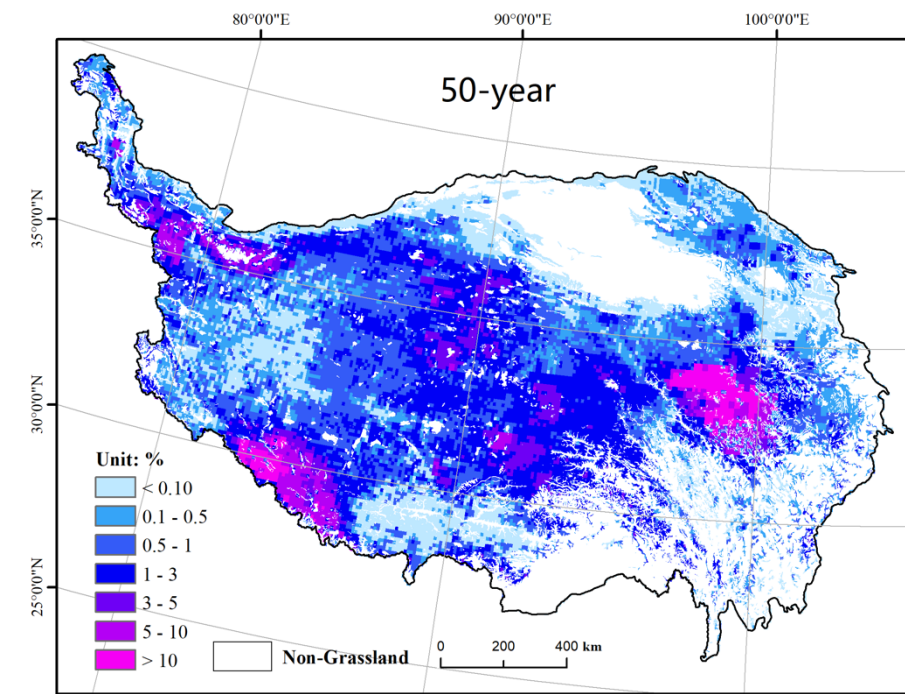 80°0'0"E 90°0'0"E 100°0'0"E
50-year
35°0'0"N
30°0'0"N
25°0'0"N
Unit: %
< 0.10
0.1 - 0.5
0.5 - 1
1 - 3
3 - 5
5 - 10
> 10
Non-Grassland
0 200 400 km